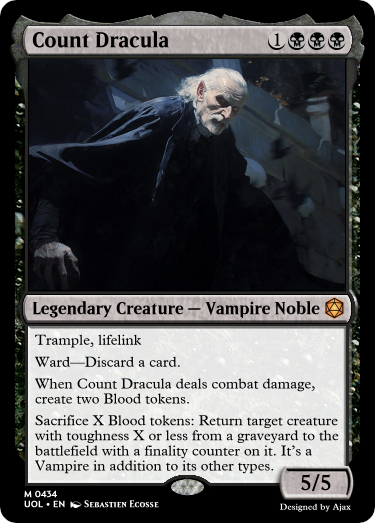 Count Dracula 1
Legendary Creature — Vampire Noble
Trample, lifelink
Ward—Discard a card.
When Count Dracula deals combat damage,
create two Blood tokens.
Sacrifice X Blood tokens: Return target creature
with toughness X or less from a graveyard to the
battlefield with a finality counter on it. It’s a
Vampire in addition to its other types.
5/5
M 0434
UOL • EN Sebastien Ecosse
Designed by Ajax